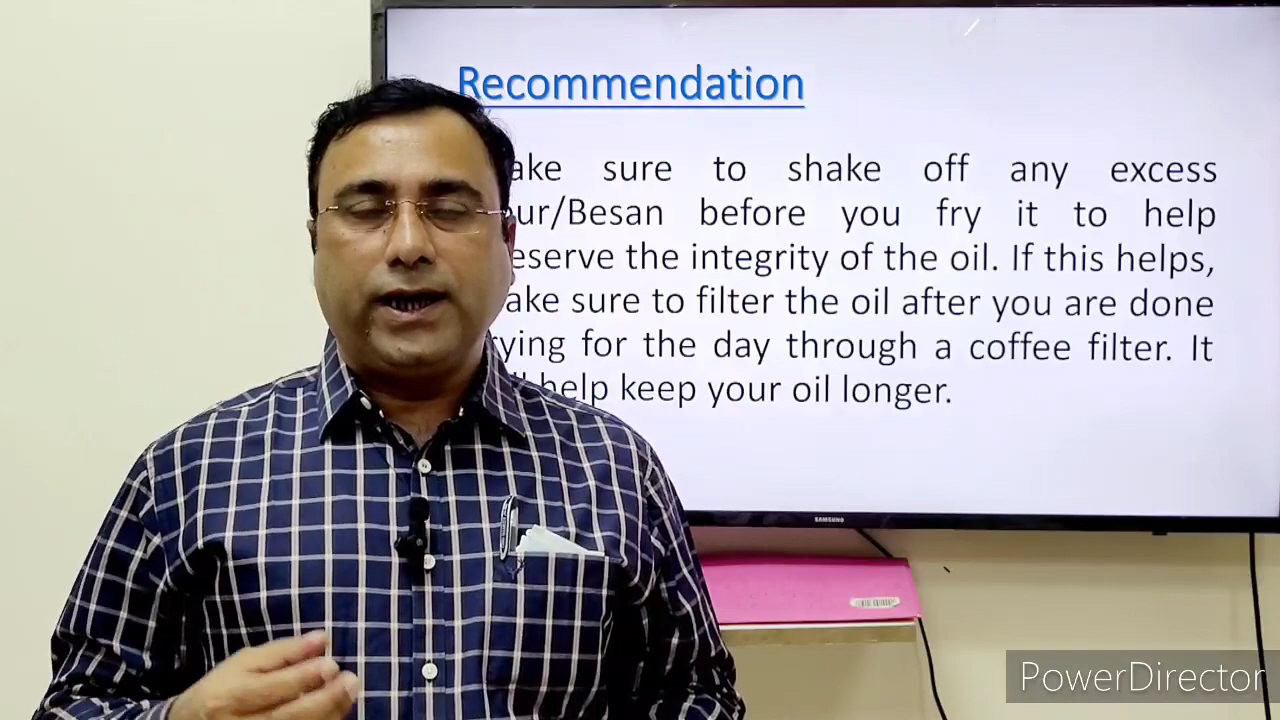 Recommendation
ake sure to shake off any excess
ur/Besan before you fry it to help
eserve the integrity of the oil. If this helps,
ake sure to filter the oil after you are done
rying for the day through a coffee filter. It
help keep your oil longer.
SAMSUNG
PowerDirector